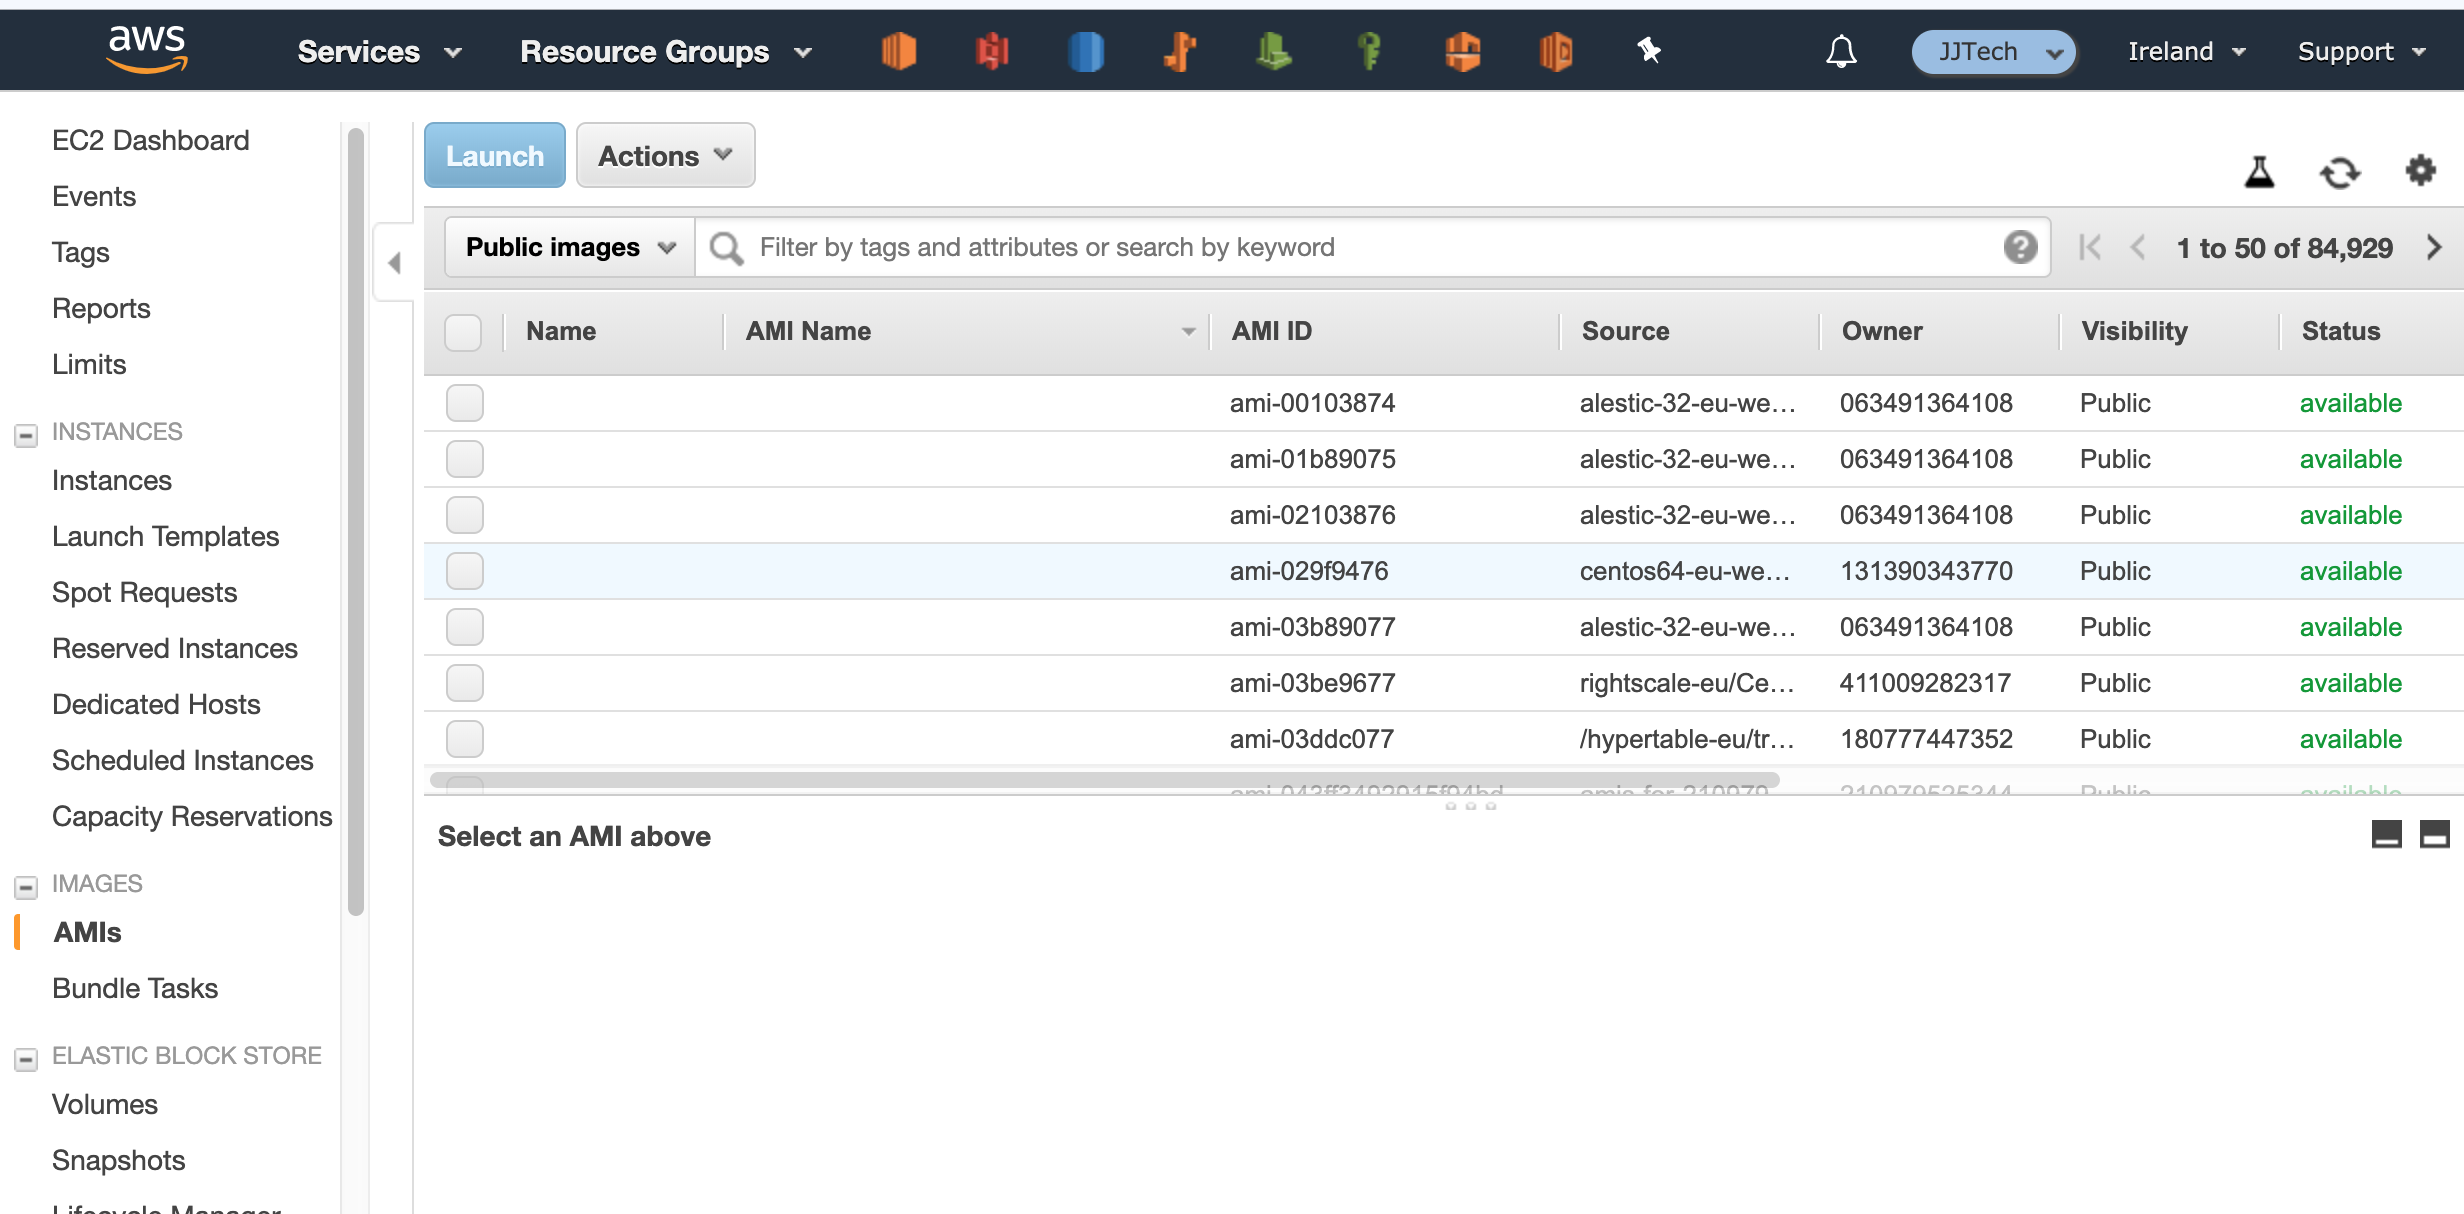 aws Services Resource Groups JJTech Ireland Support
EC2 Dashboard
Events
Tags
Reports
Limits
INSTANCES
Instances
Launch Templates
Spot Requests
Reserved Instances
Dedicated Hosts
Scheduled Instances
Capacity Reservations
IMAGES
AMIs
Bundle Tasks
ELASTIC BLOCK STORE
Volumes
Snapshots
Lifecycle Manager
Launch Actions
Public images Filter by tags and attributes or search by keyword ? 1 to 50 of 84,929
Name AMI Name AMI ID Source Owner Visibility Status
ami-00103874 alestic-32-eu-we... 063491364108 Public available
ami-01b89075 alestic-32-eu-we... 063491364108 Public available
ami-02103876 alestic-32-eu-we... 063491364108 Public available
ami-029f9476 centos64-eu-we... 131390343770 Public available
ami-03b89077 alestic-32-eu-we... 063491364108 Public available
ami-03be9677 rightscale-eu/Ce... 411009282317 Public available
ami-03ddc077 /hypertable-eu/tr... 180777447352 Public available
Public available
Select an AMI above